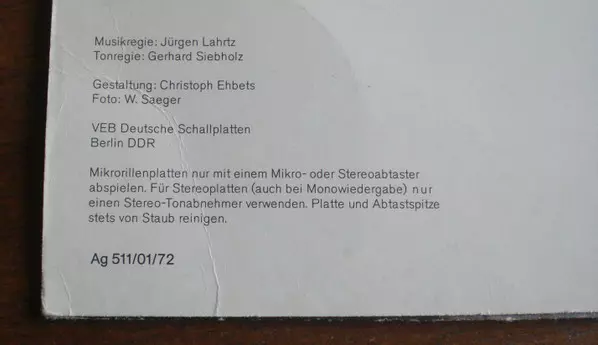 Musikregie: Jürgen Lahrtz
Tonregie: Gerhard Siebholz
Gestaltung: Christoph Ehbets
Foto: W. Saeger
VEB Deutsche Schallplatten
Berlin DDR
Mikrorillenplatten nur mit einem Mikro- oder Stereoabtaster
abspielen. Für Stereoplatten (auch bei Monowiedergabe) nur
einen Stereo-Tonabnehmer verwenden. Platte und Abtastspitze
stets von Staub reinigen.
Ag 511/01/72